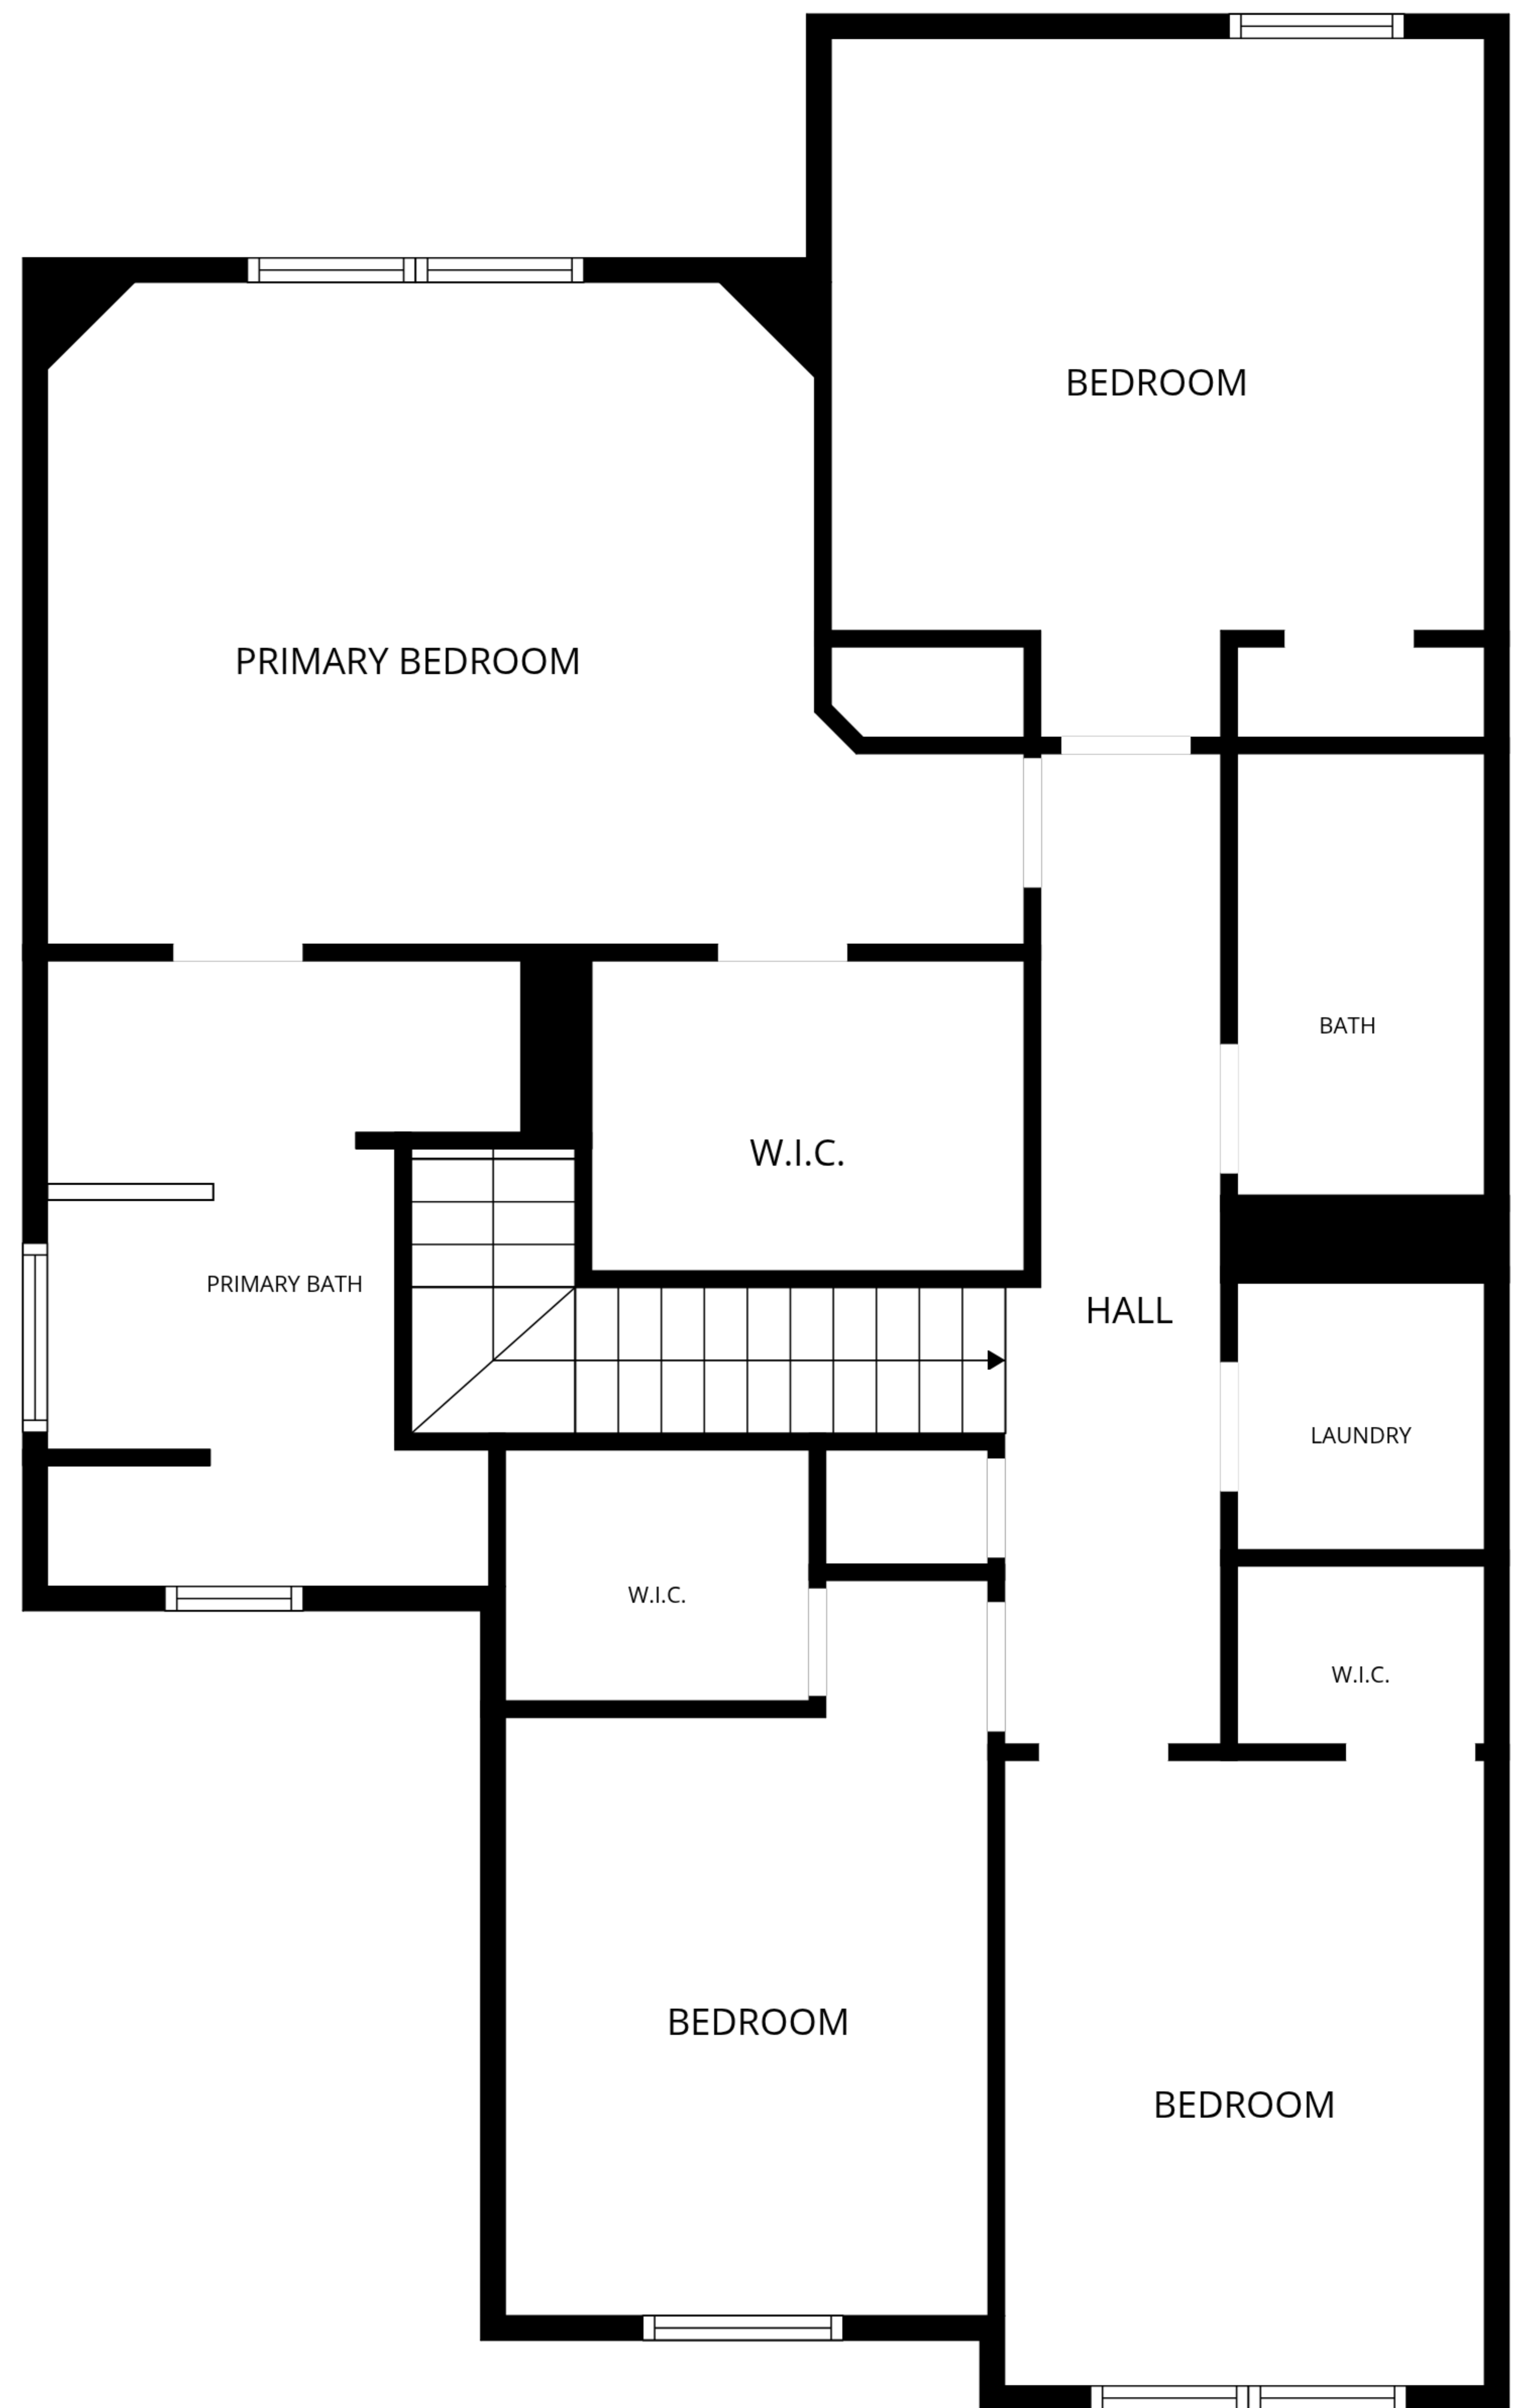 BEDROOM
PRIMARY BEDROOM
BATH
W.I.C.
PRIMARY BATH
HALL
LAUNDRY
W.I.C.
W.I.C.
BEDROOM
BEDROOM